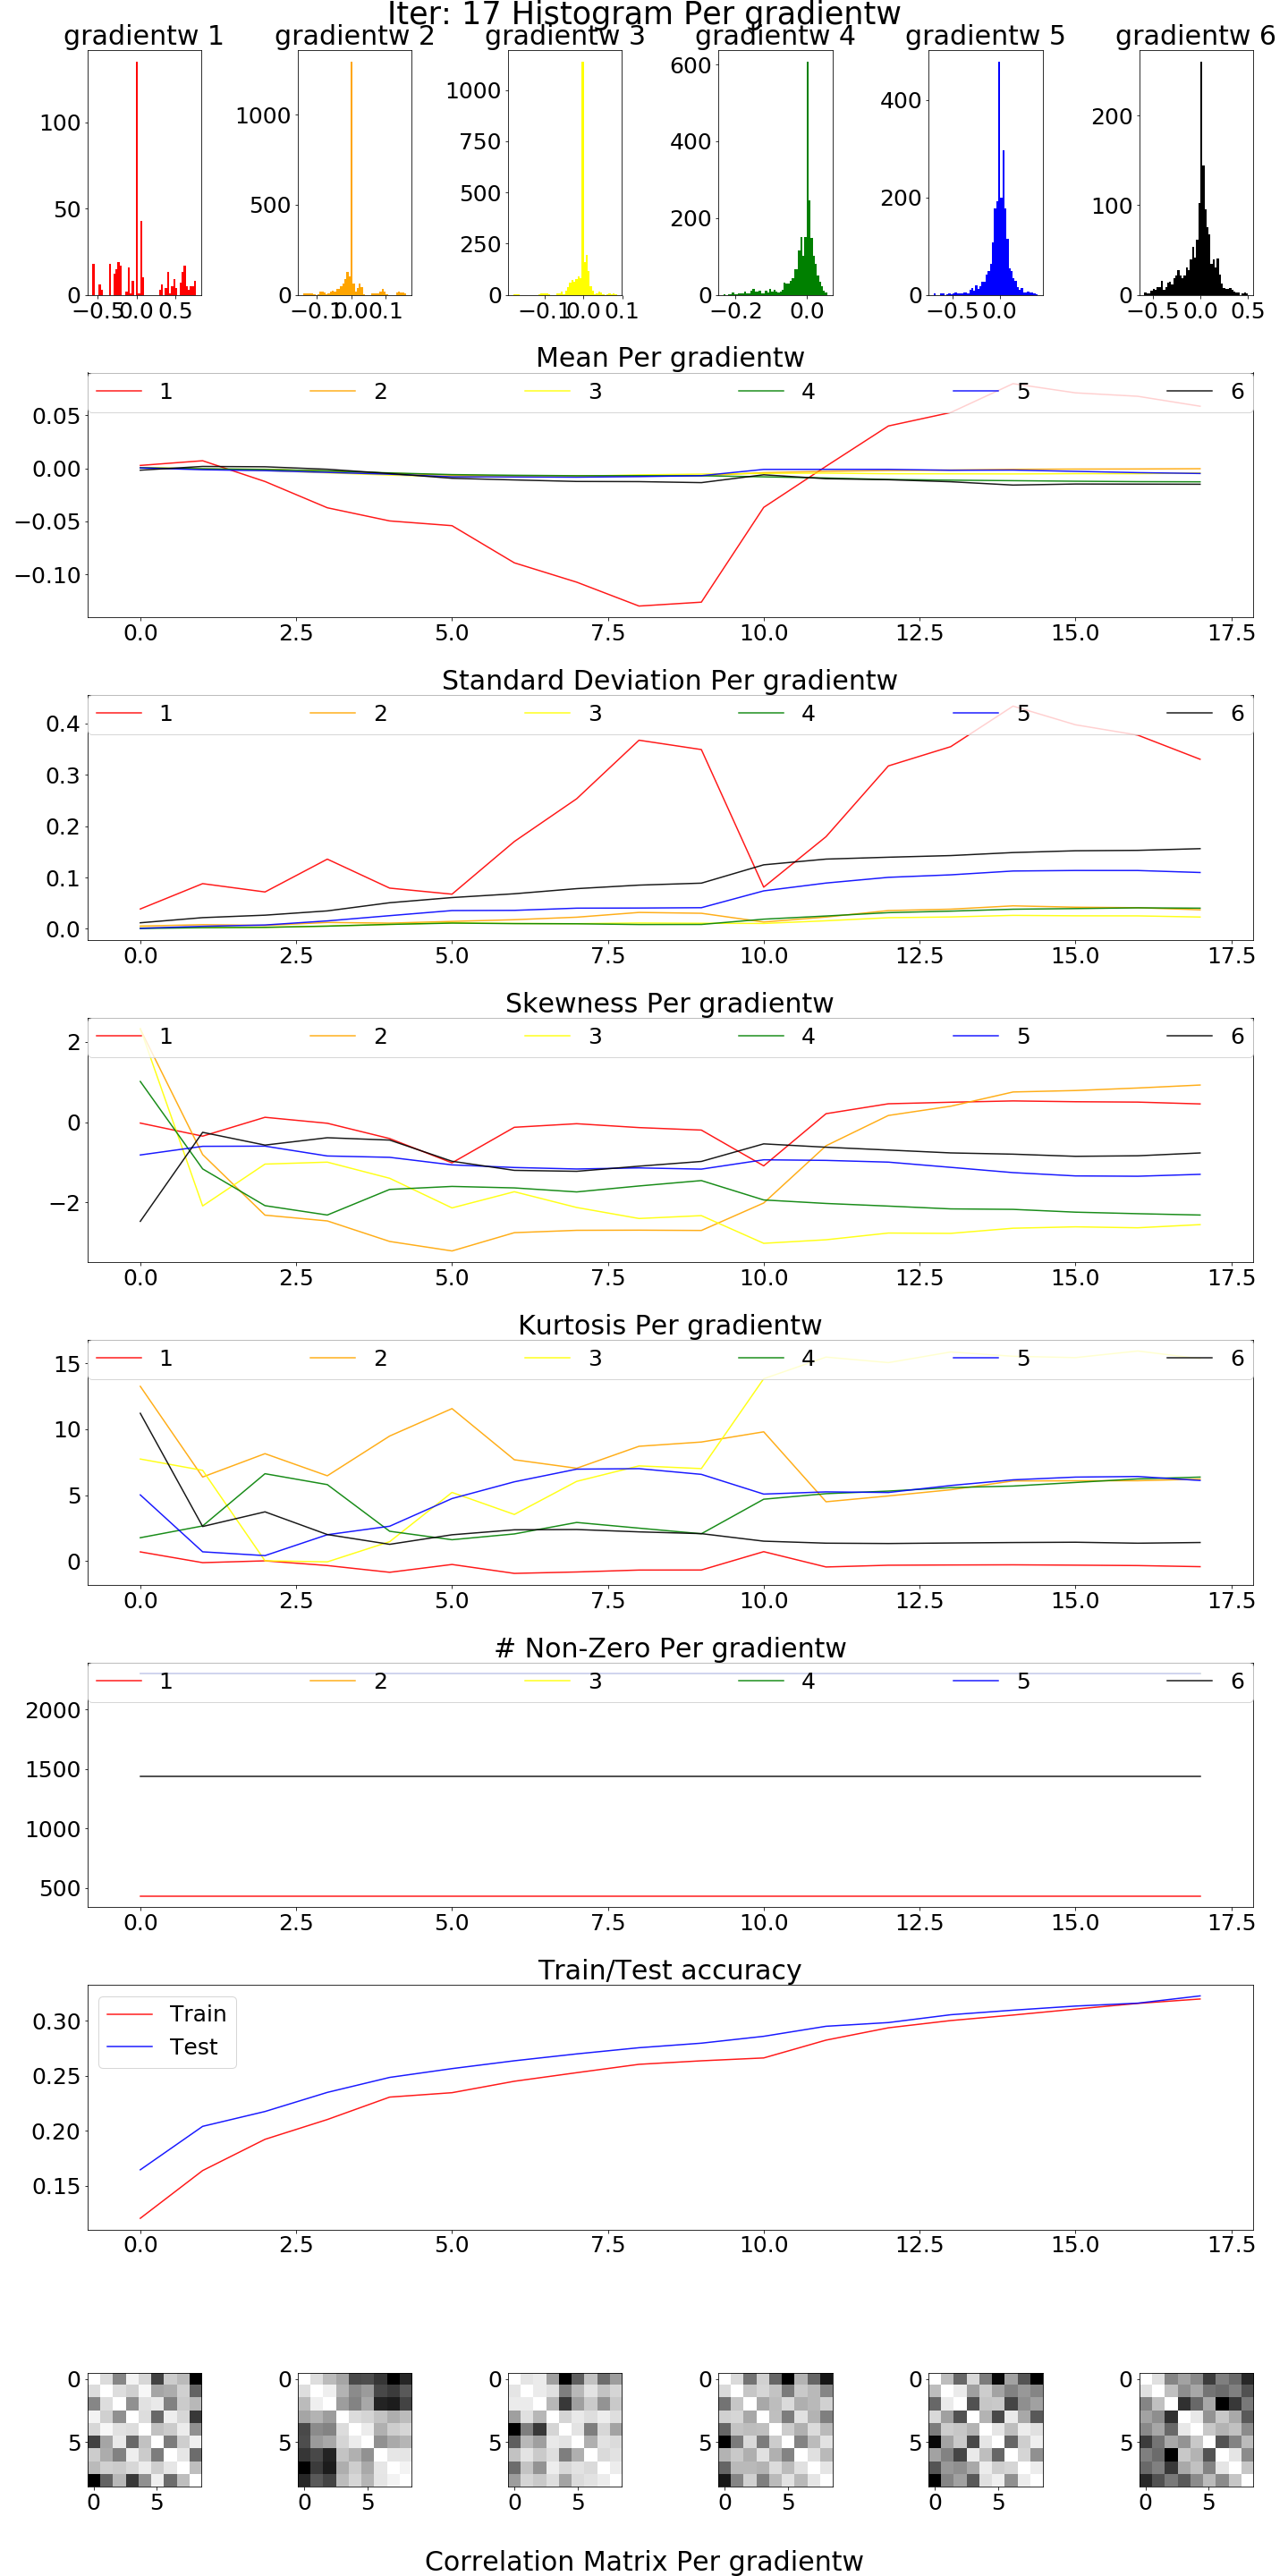 Iter: 17 Histogram Per gradientw
gradientw 1 gradientw 2 gradientw 3 gradientw 4 gradientw 5 gradientw 6
100
50
0
−0.5 0.0 0.5
1000
500
0
−0.1 0.0 0.1
1000
750
500
250
0
−0.1 0.0 0.1
600
400
200
0
−0.2 0.0
400
200
0
−0.5 0.0
200
100
0
−0.5 0.0 0.5
Mean Per gradientw
1 2 3 4 5 6
0.05
0.00
−0.05
−0.10
0.0 2.5 5.0 7.5 10.0 12.5 15.0 17.5
Standard Deviation Per gradientw
1 2 3 4 5 6
0.4
0.3
0.2
0.1
0.0
0.0 2.5 5.0 7.5 10.0 12.5 15.0 17.5
Skewness Per gradientw
1 2 3 4 5 6
2
0
−2
0.0 2.5 5.0 7.5 10.0 12.5 15.0 17.5
Kurtosis Per gradientw
1 2 3 4 5 6
15
10
5
0
0.0 2.5 5.0 7.5 10.0 12.5 15.0 17.5
# Non-Zero Per gradientw
1 2 3 4 5 6
2000
1500
1000
500
0.0 2.5 5.0 7.5 10.0 12.5 15.0 17.5
Train/Test accuracy
Train
Test
0.30
0.25
0.20
0.15
0.0 2.5 5.0 7.5 10.0 12.5 15.0 17.5
0 0 0 0 0 0
5 5 5 5 5 5
0 5 0 5 0 5 0 5 0 5 0 5
Correlation Matrix Per gradientw